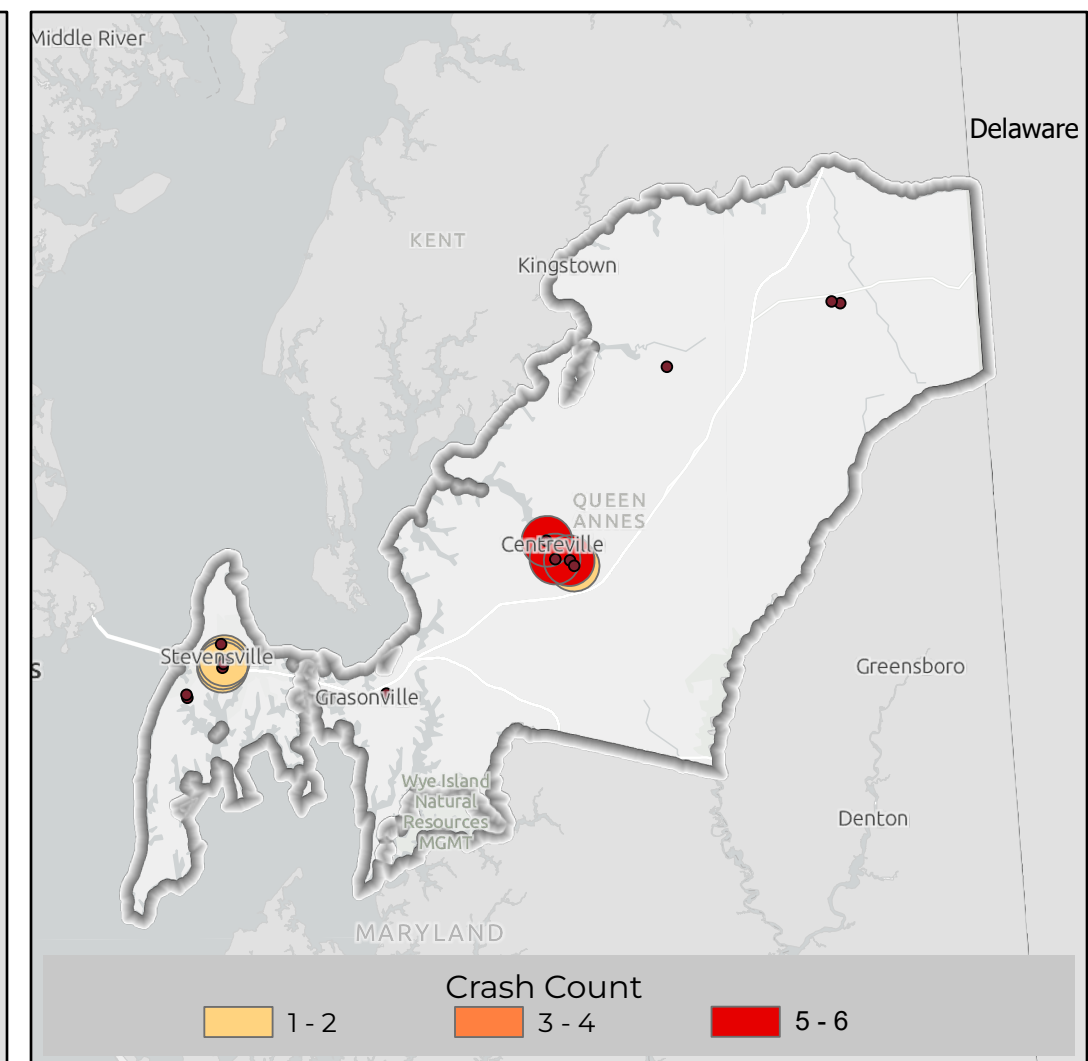 Middle River
Delaware
KENT
Kingstown
QUEEN
ANNES
Centreville
Stevensville
s
Grasonville
Greensboro
Wye Island
Natural
Resources
MGMT
Denton
MARYLAND
Crash Count
1 - 2
3 - 4
5 - 6